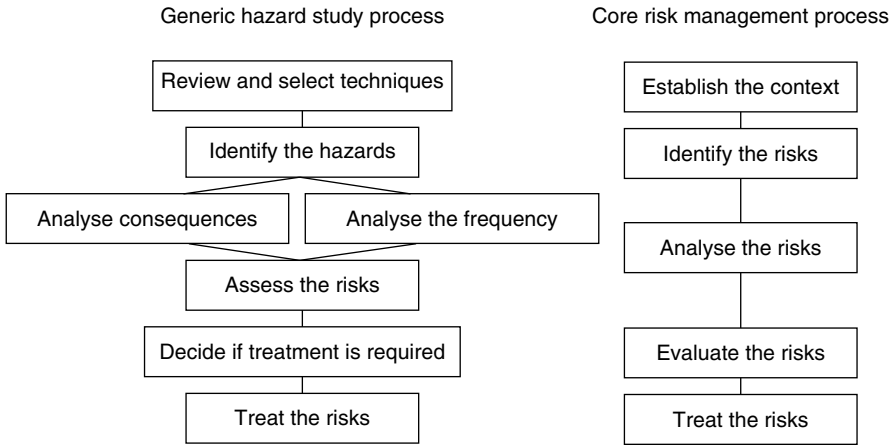 Generic hazard study process
Review and select techniques
Identify the hazards
Analyse consequences
Analyse the frequency
Assess the risks
Decide if treatment is required
Treat the risks
Core risk management process
Establish the context
Identify the risks
Analyse the risks
Evaluate the risks
Treat the risks